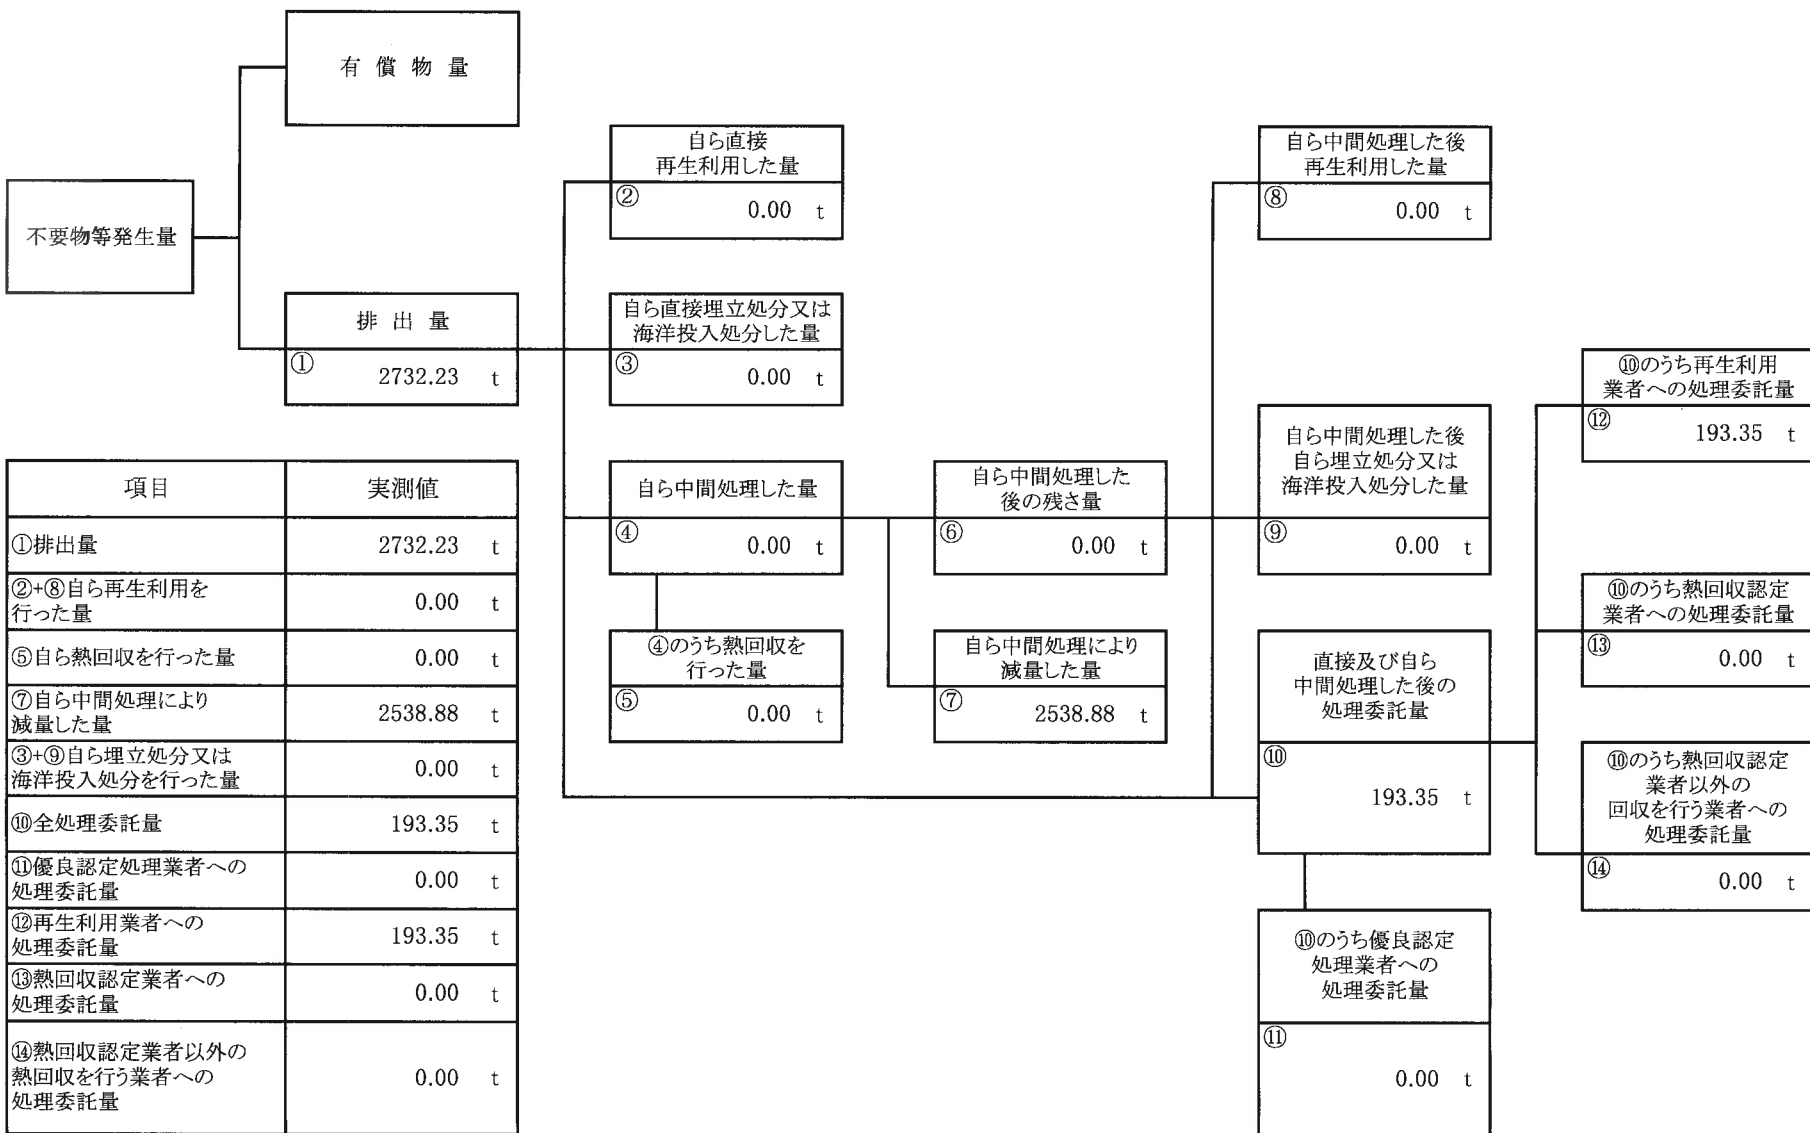 有 償 物 量
不要物等発生量
排 出 量
①
2732.23 t
自ら直接
再生利用した量
②
0.00 t
自ら直接埋立処分又は
海洋投入処分した量
③
0.00 t
自ら中間処理した量
④
0.00 t
④のうち熱回収を
行った量
⑤
0.00 t
自ら中間処理した
後の残さ量
⑥
0.00 t
自ら中間処理により
減量した量
⑦
2538.88 t
自ら中間処理した後
再生利用した量
⑧
0.00 t
自ら中間処理した後
自ら埋立処分又は
海洋投入処分した量
⑨
0.00 t
直接及び自ら
中間処理した後の
処理委託量
⑩
193.35 t
⑩のうち優良認定
処理業者への
処理委託量
⑪
0.00 t
⑩のうち再生利用
業者への処理委託量
⑫
193.35 t
⑩のうち熱回収認定
業者への処理委託量
⑬
0.00 t
⑩のうち熱回収認定
業者以外の
回収を行う業者への
処理委託量
⑭
0.00 t
項目 実測値
①排出量 2732.23 t
②+⑧自ら再生利用を
行った量
0.00 t
⑤自ら熱回収を行った量 0.00 t
⑦自ら中間処理により
減量した量
2538.88 t
③+⑨自ら埋立処分又は
海洋投入処分を行った量
0.00 t
⑩全処理委託量 193.35 t
⑪優良認定処理業者への
処理委託量
0.00 t
⑫再生利用業者への
処理委託量
193.35 t
⑬熱回収認定業者への
処理委託量
0.00 t
⑭熱回収認定業者以外の
熱回収を行う業者への
処理委託量
0.00 t